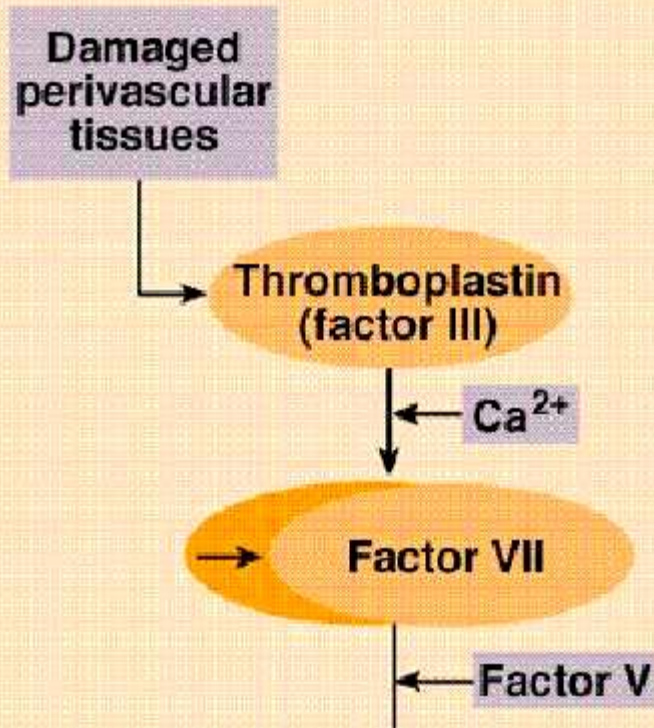 Damaged
perivascular
tissues
Thromboplastin
(factor III)
Ca²⁺
Factor VII
Factor V